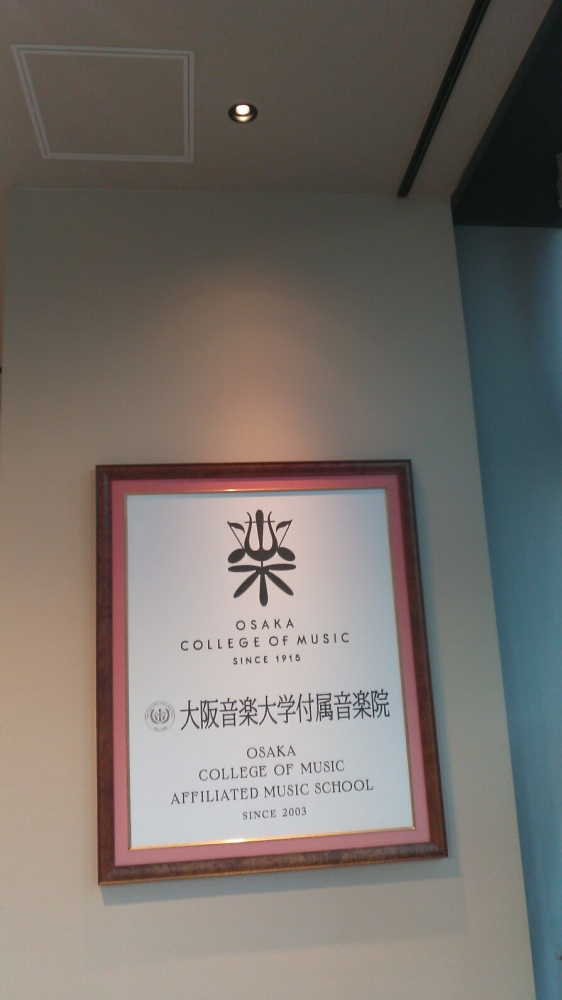 楽
OSAKA
COLLEGE OF MUSIC
SINCE 1915
大阪音楽大学付属音楽院
OSAKA
COLLEGE OF MUSIC
AFFILIATED MUSIC SCHOOL
SINCE 2003